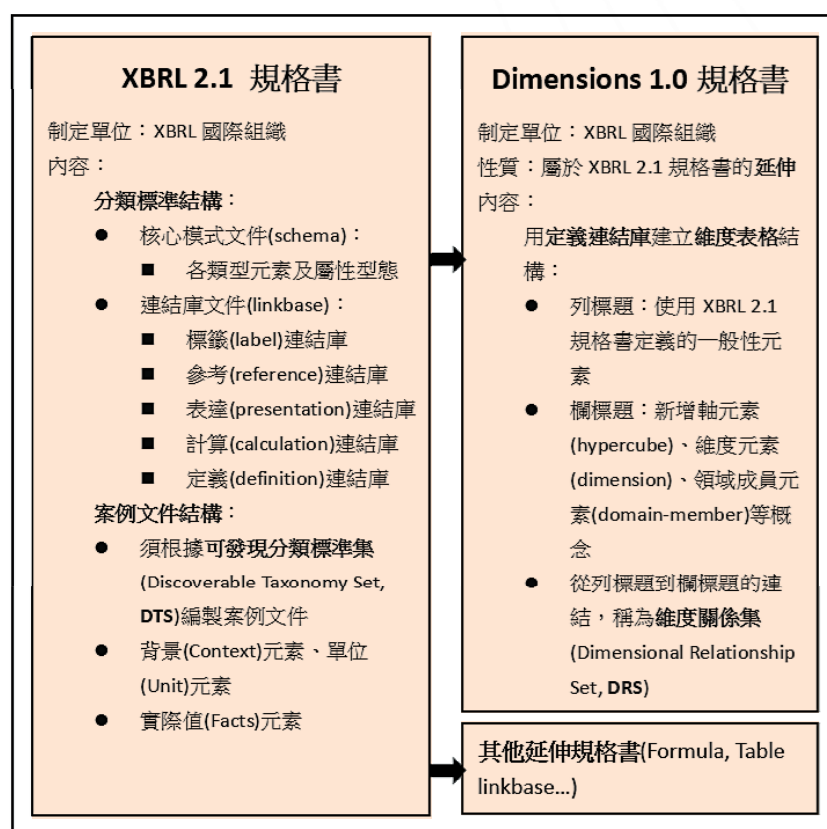 XBRL 2.1 規格書
制定單位：XBRL 國際組織
內容：
分類標準結構：
● 核心模式文件(schema)：
■ 各類型元素及屬性型態
● 連結庫文件(linkbase)：
■ 標籤(label)連結庫
■ 參考(reference)連結庫
■ 表達(presentation)連結庫
■ 計算(calculation)連結庫
■ 定義(definition)連結庫
案例文件結構：
● 須根據可發現分類標準集
(Discoverable Taxonomy Set,
DTS)編製案例文件
● 背景(Context)元素、單位
(Unit)元素
● 實際值(Facts)元素
Dimensions 1.0 規格書
制定單位：XBRL 國際組織
性質：屬於 XBRL 2.1 規格書的延伸
內容：
用定義連結庫建立維度表格結
構：
● 列標題：使用 XBRL 2.1
規格書定義的一般性元
素
● 欄標題：新增軸元素
(hypercube)、維度元素
(dimension)、領域成員元
素(domain-member)等概
念
● 從列標題到欄標題的連
結，稱為維度關係集
(Dimensional Relationship
Set, DRS)
其他延伸規格書(Formula, Table
linkbase...)